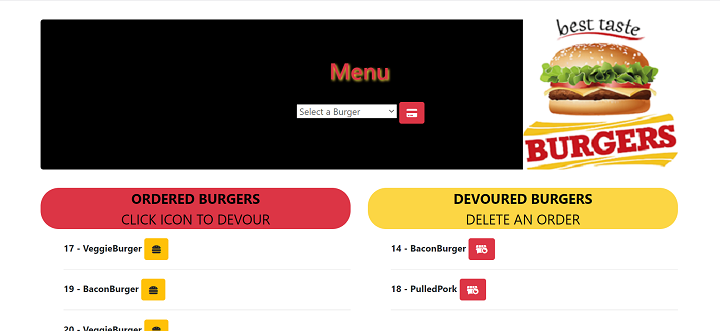 best taste
Menu
Select a Burger
BURGERS
ORDERED BURGERS
CLICK ICON TO DEVOUR
17 - VeggieBurger
19 - BaconBurger
20 - VeggieBurger
DEVOURED BURGERS
DELETE AN ORDER
14 - BaconBurger
18 - PulledPork